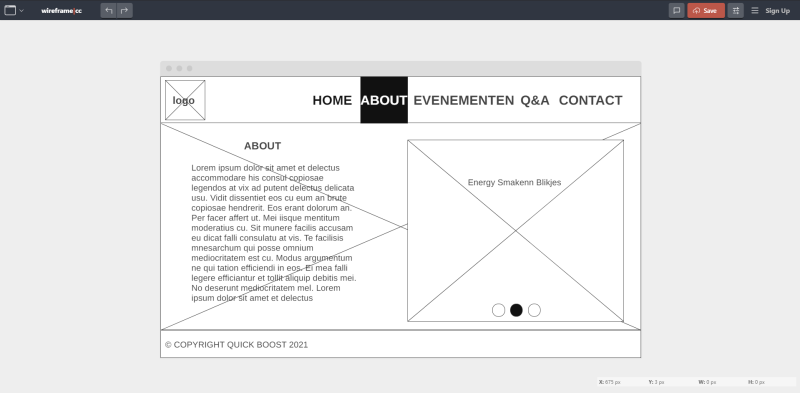 wireframe|cc
Save
Sign Up
logo
HOME ABOUT EVENEMENTEN Q&A CONTACT
ABOUT
Lorem ipsum dolor sit amet et delectus
accommodare his consul copiosae
legendos at vix ad putent delectus delicata
usu. Vidit dissentiet eos cu eum an brute
copiosae hendrerit. Eos erant dolorum an.
Per facer affert ut. Mei iisque mentitum
moderatius cu. Sit munere facilis accusam
eu dicat falli consulatu at vis. Te facilisis
mnesarchum qui posse omnium
mediocritatem est cu. Modus argumentum
ne qui tation efficiendi in eos. Ei mea falli
legere efficiantur et tollit aliquip debitis mei.
No deserunt mediocritatem mel. Lorem
ipsum dolor sit amet et delectus
Energy Smakenn Blikjes
© COPYRIGHT QUICK BOOST 2021
X: 675 px Y: 3 px W: 0 px H: 0 px